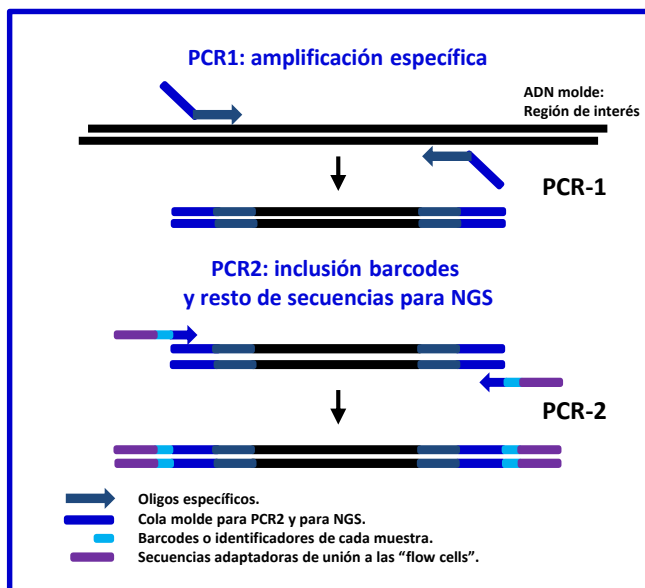 PCR1: amplificación específica
ADN molde:
Región de interés
PCR-1
PCR2: inclusión barcodes
y resto de secuencias para NGS
PCR-2
Oligos específicos.
Cola molde para PCR2 y para NGS.
Barcodes o identificadores de cada muestra.
Secuencias adaptadoras de unión a las “flow cells”.